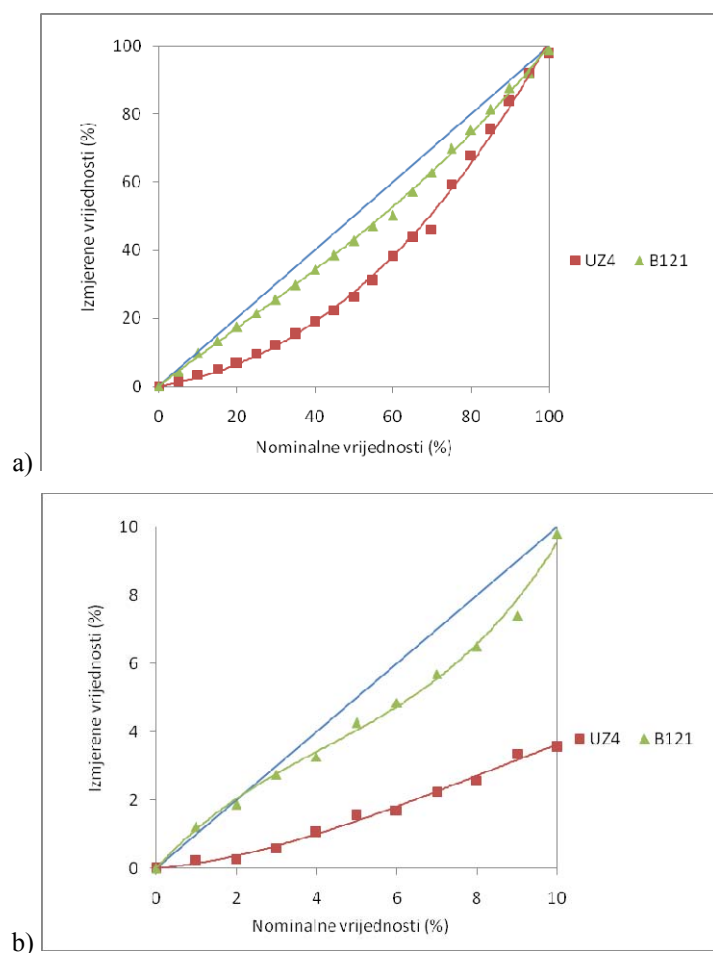 100
80
60
40
20
0
Izmjerene vrijednosti (%)
0 20 40 60 80 100
Nominalne vrijednosti (%)
UZ4 B121
a)
10
8
6
4
2
0
Izmjerene vrijednosti (%)
0 2 4 6 8 10
Nominalne vrijednosti (%)
UZ4 B121
b)